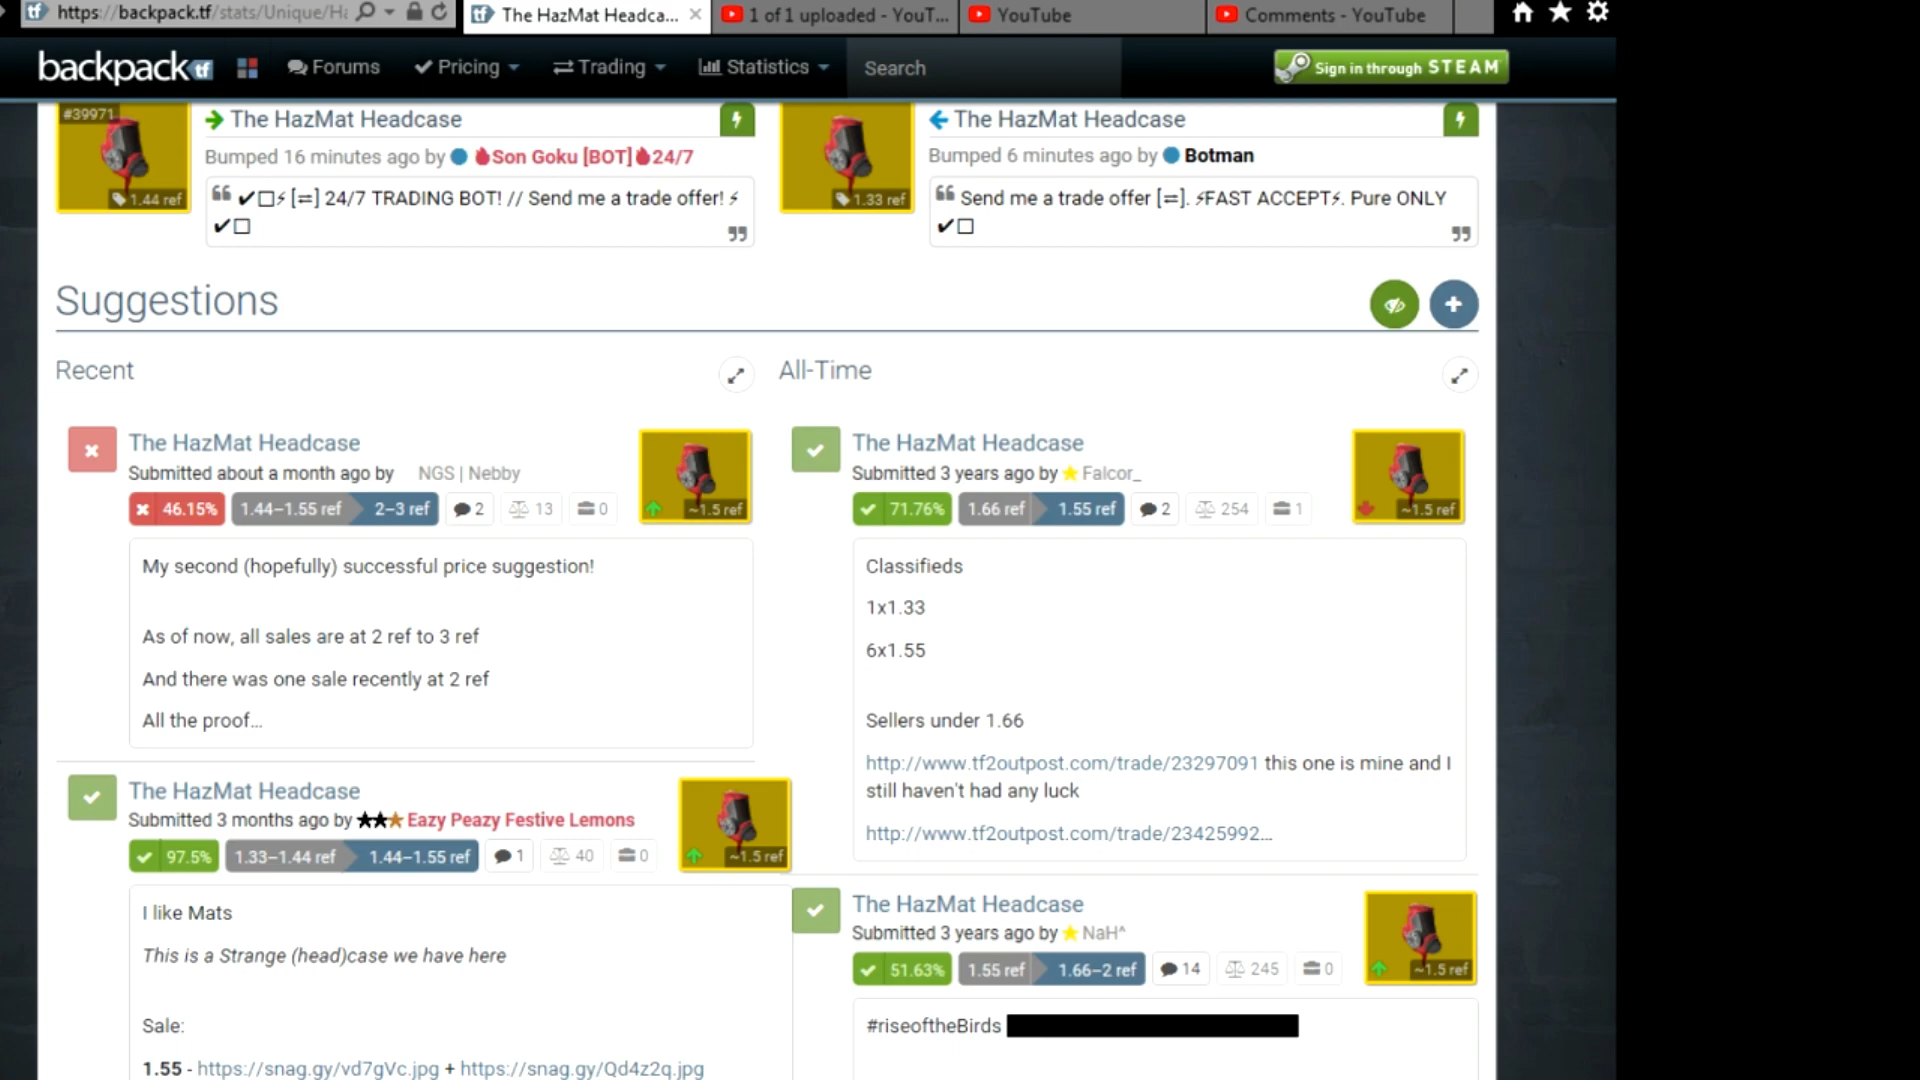 https://backpack.tf/stats/Unique/Ha
The HazMat Headca...
1 of 1 uploaded - YouT...
YouTube
Comments - YouTube
backpack tf
Forums
Pricing
Trading
Statistics
Search
Sign in through STEAM
#39971
1.44 ref
The HazMat Headcase
Bumped 16 minutes ago by Son Goku [BOT] 24/7
✔☐⚡[⇌] 24/7 TRADING BOT! // Send me a trade offer! ⚡
✔☐
1.33 ref
The HazMat Headcase
Bumped 6 minutes ago by Botman
Send me a trade offer [⇌]. ⚡FAST ACCEPT⚡. Pure ONLY
✔☐
Suggestions
Recent
The HazMat Headcase
Submitted about a month ago by NGS | Nebby
46.15% 1.44–1.55 ref 2–3 ref 2 13 0
~1.5 ref
My second (hopefully) successful price suggestion!
As of now, all sales are at 2 ref to 3 ref
And there was one sale recently at 2 ref
All the proof...
The HazMat Headcase
Submitted 3 months ago by ★★★ Eazy Peazy Festive Lemons
97.5% 1.33–1.44 ref 1.44–1.55 ref 1 40 0
~1.5 ref
I like Mats
This is a Strange (head)case we have here
Sale:
1.55 - https://snag.gy/vd7gVc.jpg + https://snag.gy/Qd4z2q.jpg
All-Time
The HazMat Headcase
Submitted 3 years ago by ★ Falcor_
71.76% 1.66 ref 1.55 ref 2 254 1
~1.5 ref
Classifieds
1x1.33
6x1.55
Sellers under 1.66
http://www.tf2outpost.com/trade/23297091 this one is mine and I
still haven't had any luck
http://www.tf2outpost.com/trade/23425992...
The HazMat Headcase
Submitted 3 years ago by ★ NaH^
51.63% 1.55 ref 1.66–2 ref 14 245 0
~1.5 ref
#riseoftheBirds